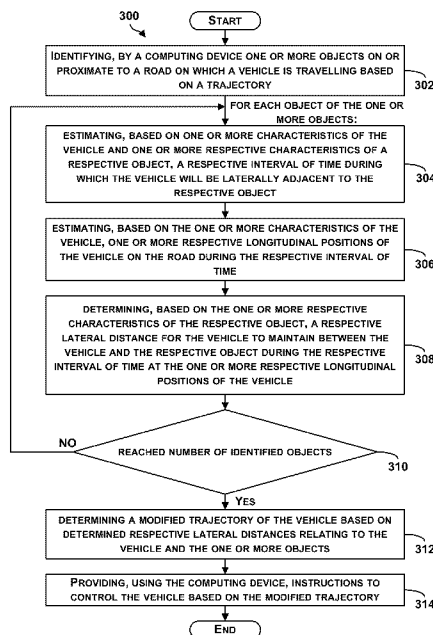 300
START
IDENTIFYING, BY A COMPUTING DEVICE ONE OR MORE OBJECTS ON OR
PROXIMATE TO A ROAD ON WHICH A VEHICLE IS TRAVELLING BASED
ON A TRAJECTORY
302
FOR EACH OBJECT OF THE ONE OR
MORE OBJECTS:
ESTIMATING, BASED ON ONE OR MORE CHARACTERISTICS OF THE
VEHICLE AND ONE OR MORE RESPECTIVE CHARACTERISTICS OF A
RESPECTIVE OBJECT, A RESPECTIVE INTERVAL OF TIME DURING
WHICH THE VEHICLE WILL BE LATERALLY ADJACENT TO THE
RESPECTIVE OBJECT
304
ESTIMATING, BASED ON THE ONE OR MORE CHARACTERISTICS OF THE
VEHICLE, ONE OR MORE RESPECTIVE LONGITUDINAL POSITIONS OF
THE VEHICLE ON THE ROAD DURING THE RESPECTIVE INTERVAL OF
TIME
306
DETERMINING, BASED ON THE ONE OR MORE RESPECTIVE
CHARACTERISTICS OF THE RESPECTIVE OBJECT, A RESPECTIVE
LATERAL DISTANCE FOR THE VEHICLE TO MAINTAIN BETWEEN THE
VEHICLE AND THE RESPECTIVE OBJECT DURING THE RESPECTIVE
INTERVAL OF TIME AT THE ONE OR MORE RESPECTIVE LONGITUDINAL
POSITIONS OF THE VEHICLE
308
NO
REACHED NUMBER OF IDENTIFIED OBJECTS
310
YES
DETERMINING A MODIFIED TRAJECTORY OF THE VEHICLE BASED ON
DETERMINED RESPECTIVE LATERAL DISTANCES RELATING TO THE
VEHICLE AND THE ONE OR MORE OBJECTS
312
PROVIDING, USING THE COMPUTING DEVICE, INSTRUCTIONS TO
CONTROL THE VEHICLE BASED ON THE MODIFIED TRAJECTORY
314
END